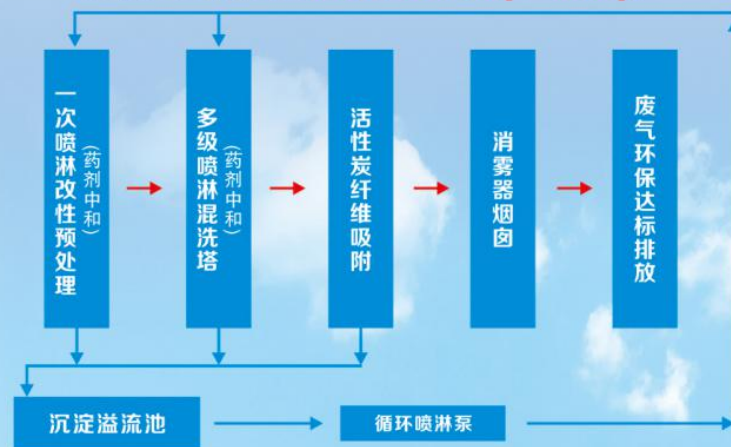 一次喷淋改性预处理
(药剂中和)
多级喷淋混洗塔
(药剂中和)
活性炭纤维吸附
消雾器烟囱
废气环保达标排放
沉淀溢流池
循环喷淋泵